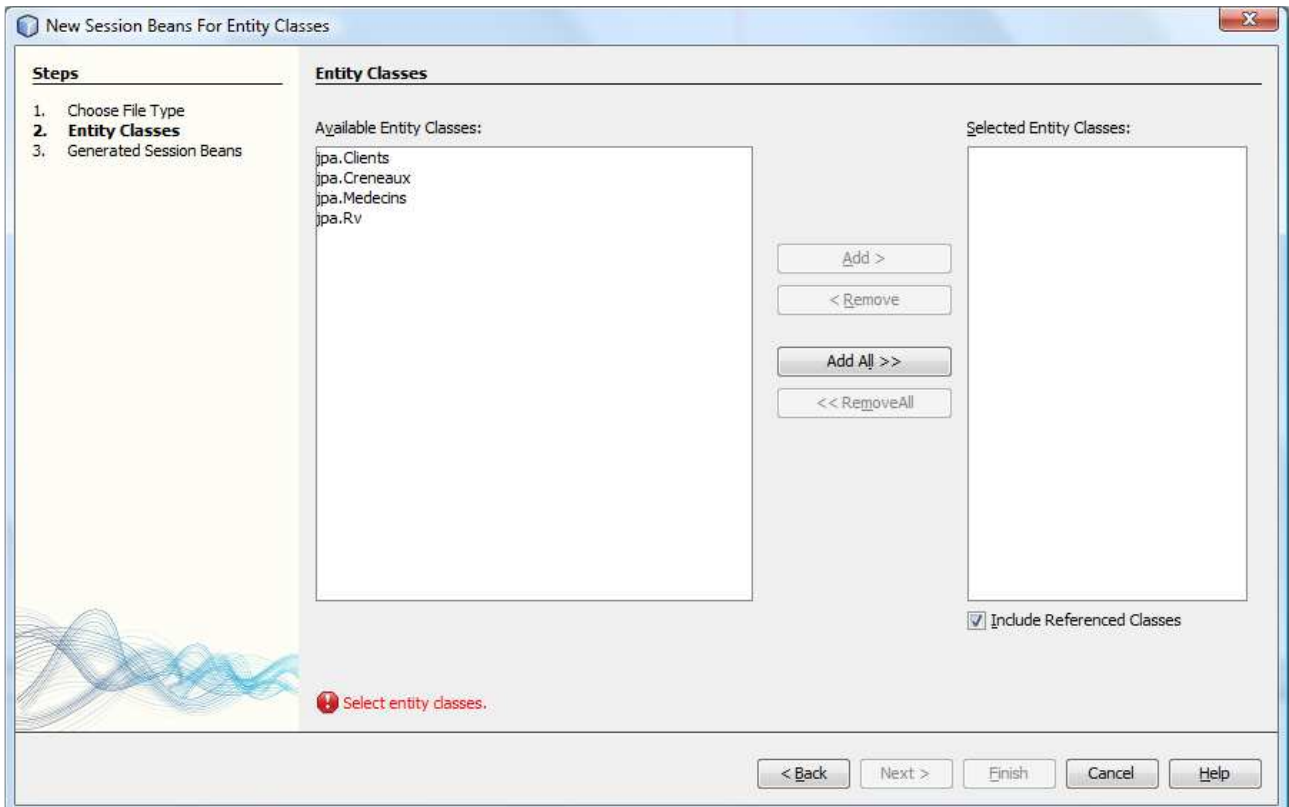 New Session Beans For Entity Classes
Steps
1. Choose File Type
2. Entity Classes
3. Generated Session Beans
Entity Classes
Available Entity Classes:
jpa.Clients
jpa.Creneaux
jpa.Medecins
jpa.Rv
Add >
< Remove
Add All >>
<< RemoveAll
Selected Entity Classes:
Include Referenced Classes
Select entity classes.
< Back
Next >
Finish
Cancel
Help